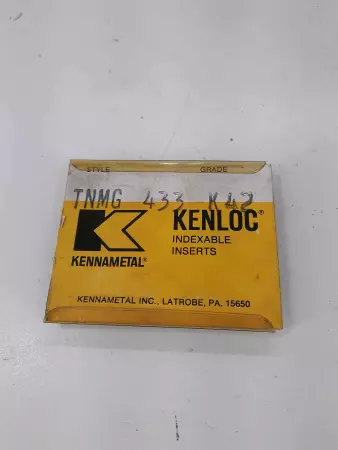 STYLE GRADE
TNMG 433 K42
KENLOC®
INDEXABLE
INSERTS
KENNAMETAL®
KENNAMETAL INC., LATROBE, PA. 15650